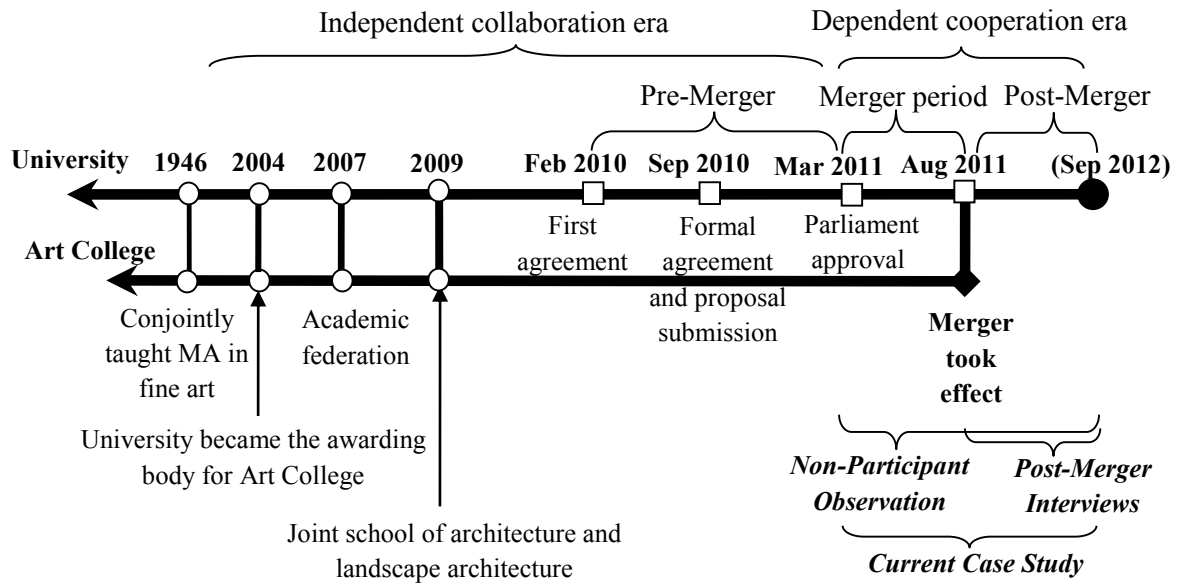 Independent collaboration era
Dependent cooperation era
Pre-Merger
Merger period
Post-Merger
University
1946
2004
2007
2009
Feb 2010
Sep 2010
Mar 2011
Aug 2011
(Sep 2012)
Art College
First
agreement
Formal
agreement
and proposal
submission
Parliament
approval
Conjointly
taught MA in
fine art
Academic
federation
Merger
took
effect
University became the awarding
body for Art College
Joint school of architecture and
landscape architecture
Non-Participant
Observation
Post-Merger
Interviews
Current Case Study